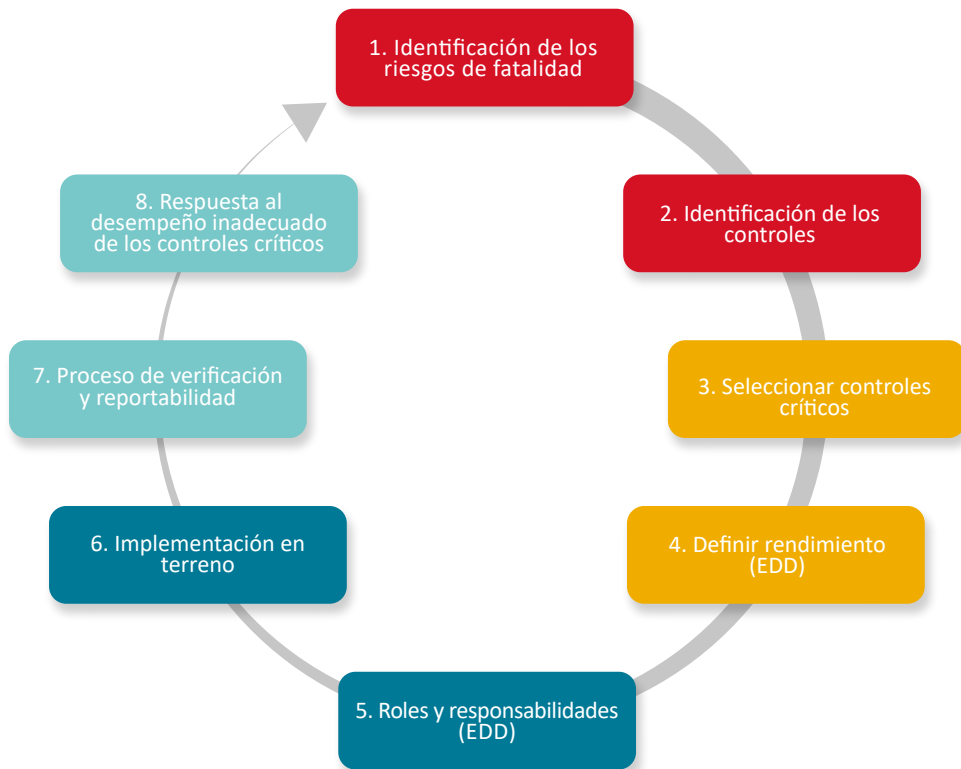 1. Identificación de los
riesgos de fatalidad
2. Identificación de los
controles
3. Seleccionar controles
críticos
4. Definir rendimiento
(EDD)
5. Roles y responsabilidades
(EDD)
6. Implementación en
terreno
7. Proceso de verificación
y reportabilidad
8. Respuesta al
desempeño inadecuado
de los controles críticos